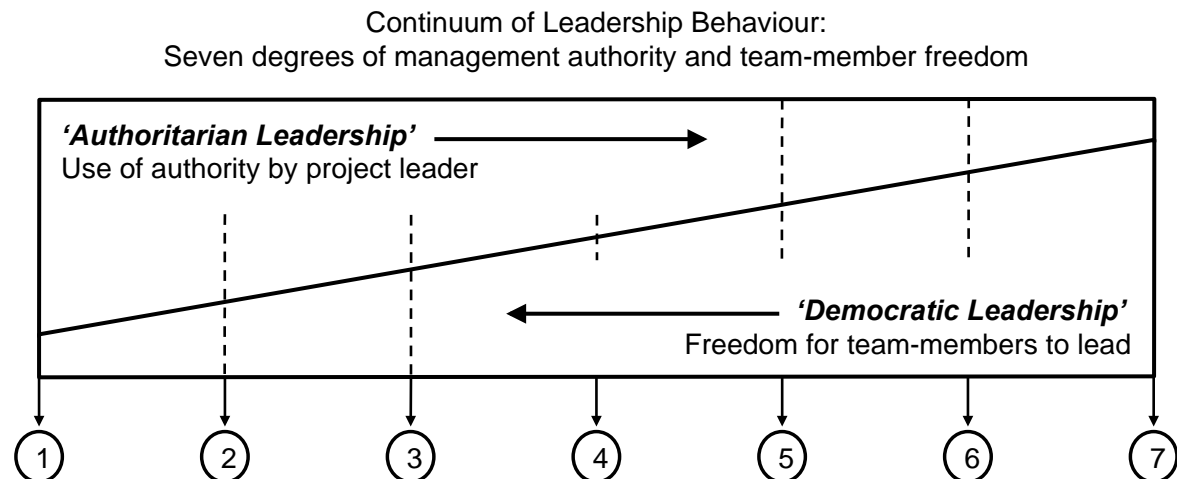 Continuum of Leadership Behaviour:
Seven degrees of management authority and team-member freedom
‘Authoritarian Leadership’
Use of authority by project leader
‘Democratic Leadership’
Freedom for team-members to lead
1 2 3 4 5 6 7